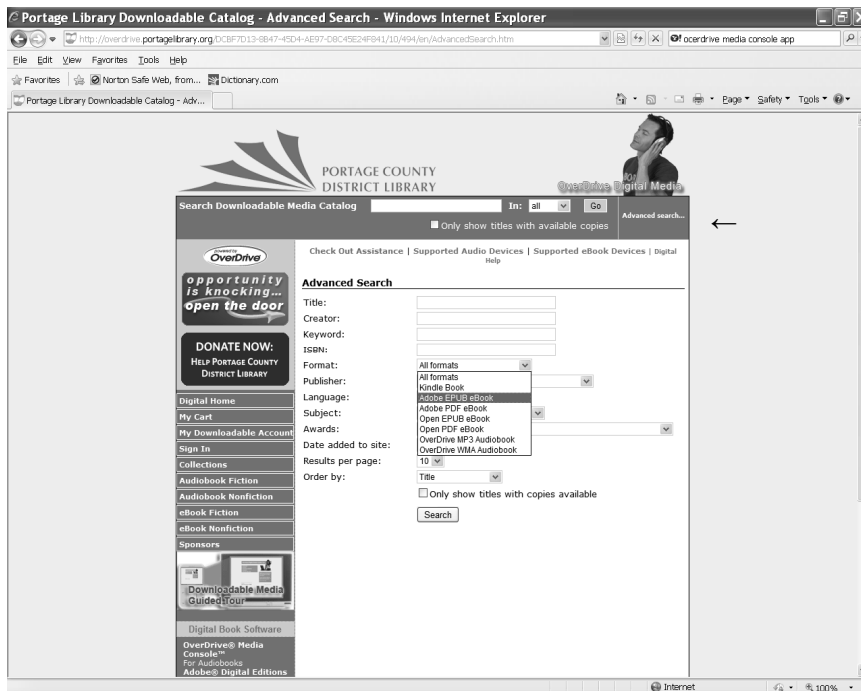 Portage Library Downloadable Catalog - Advanced Search - Windows Internet Explorer
http://overdrive.portagelibrary.org/DCBF7D13-8B47-45D4-AE97-D8C45E24F841/10/494/en/AdvancedSearch.htm
ocerdrive media console app
File Edit View Favorites Tools Help
Favorites Norton Safe Web, from... Dictionary.com
Portage Library Downloadable Catalog - Adv...
Page Safety Tools
PORTAGE COUNTY
DISTRICT LIBRARY
OverDrive Digital Media
Search Downloadable Media Catalog In: all Go
Advanced search...
Only show titles with available copies
powered by
OverDrive
Check Out Assistance | Supported Audio Devices | Supported eBook Devices | Digital
Help
opportunity
is knocking...
open the door
DONATE NOW:
HELP PORTAGE COUNTY
DISTRICT LIBRARY
Digital Home
My Cart
My Downloadable Account
Sign In
Collections
Audiobook Fiction
Audiobook Nonfiction
eBook Fiction
eBook Nonfiction
Sponsors
Downloadable Media
Guided Tour
Digital Book Software
OverDrive® Media
Console™
For Audiobooks
Adobe® Digital Editions
Advanced Search
Title:
Creator:
Keyword:
ISBN:
Format: All formats
Publisher:
Language:
Subject:
Awards:
Date added to site:
All formats
Kindle Book
Adobe EPUB eBook
Adobe PDF eBook
Open EPUB eBook
Open PDF eBook
OverDrive MP3 Audiobook
OverDrive WMA Audiobook
Results per page: 10
Order by: Title
Only show titles with copies available
Search
Internet
100%